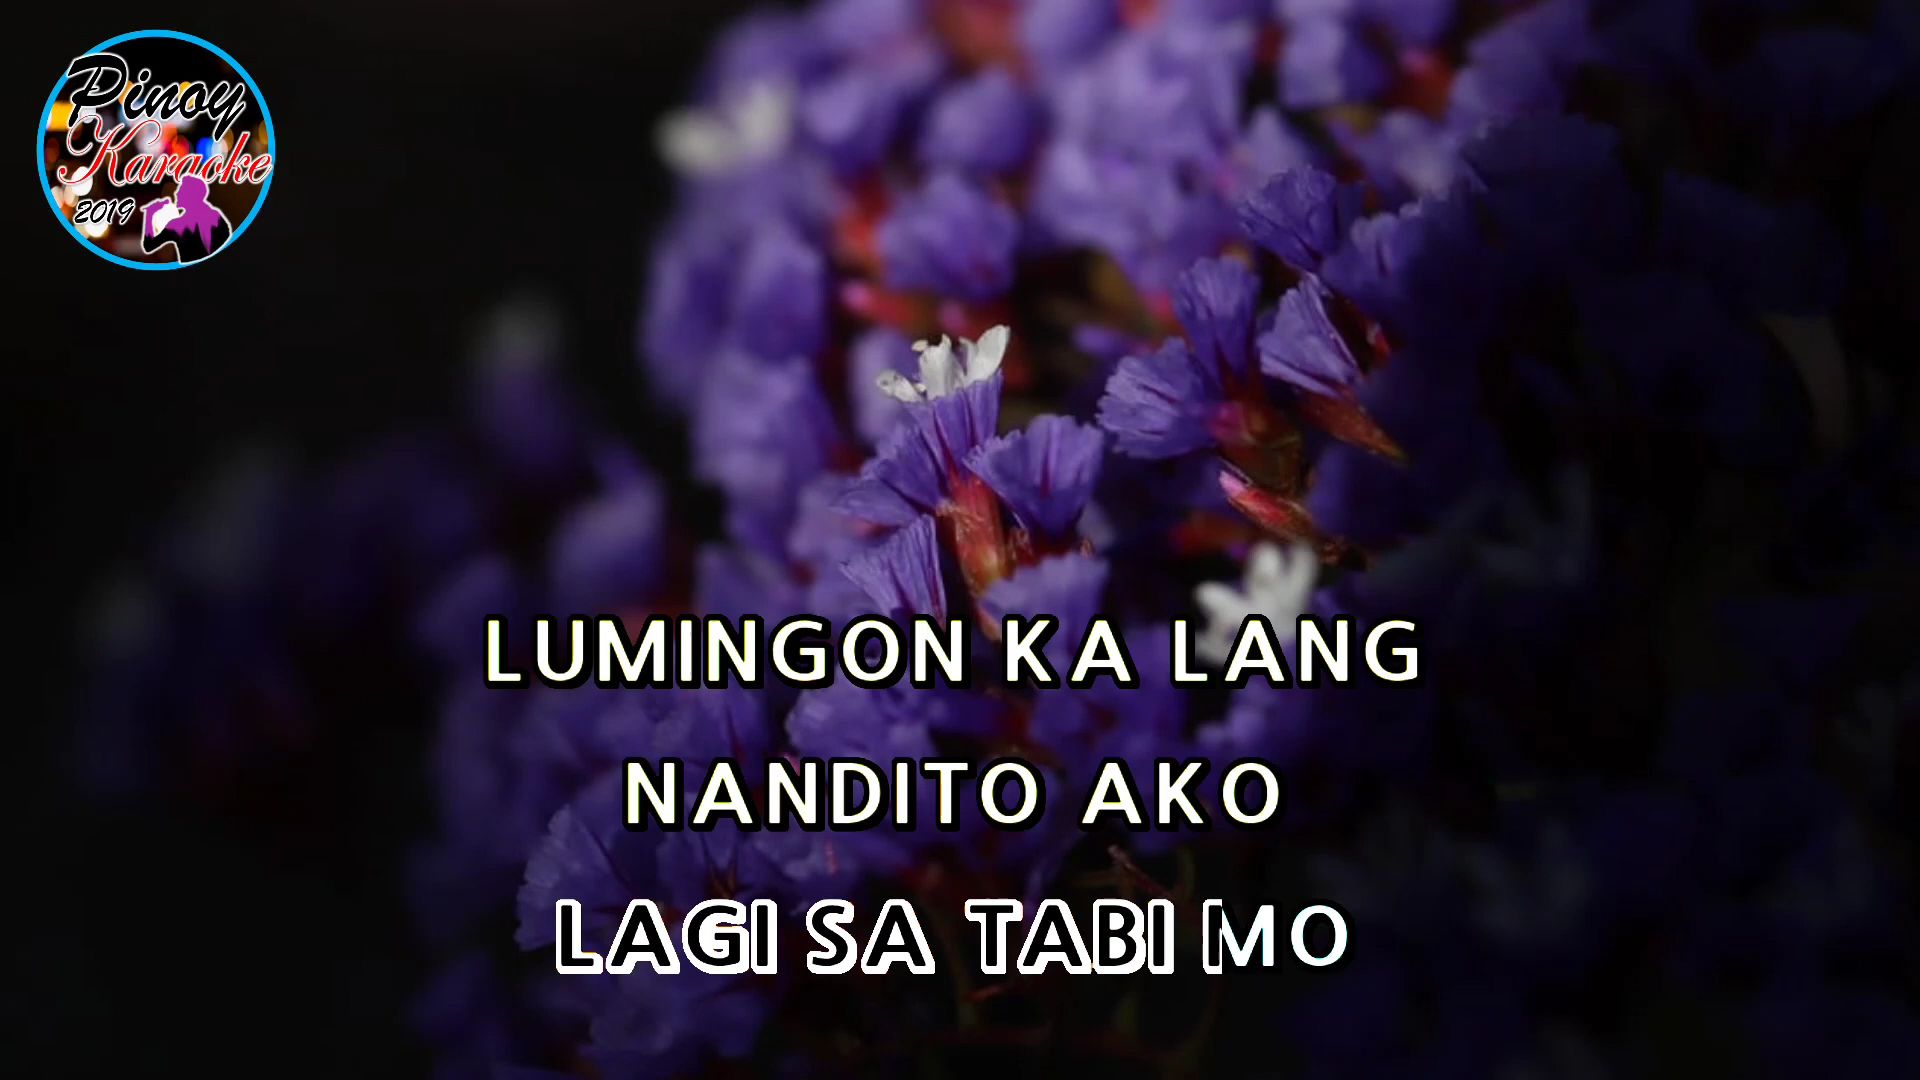 Pinoy
Karaoke
2019
LUMINGON KA LANG
NANDITO AKO
LAGI SA TABI MO